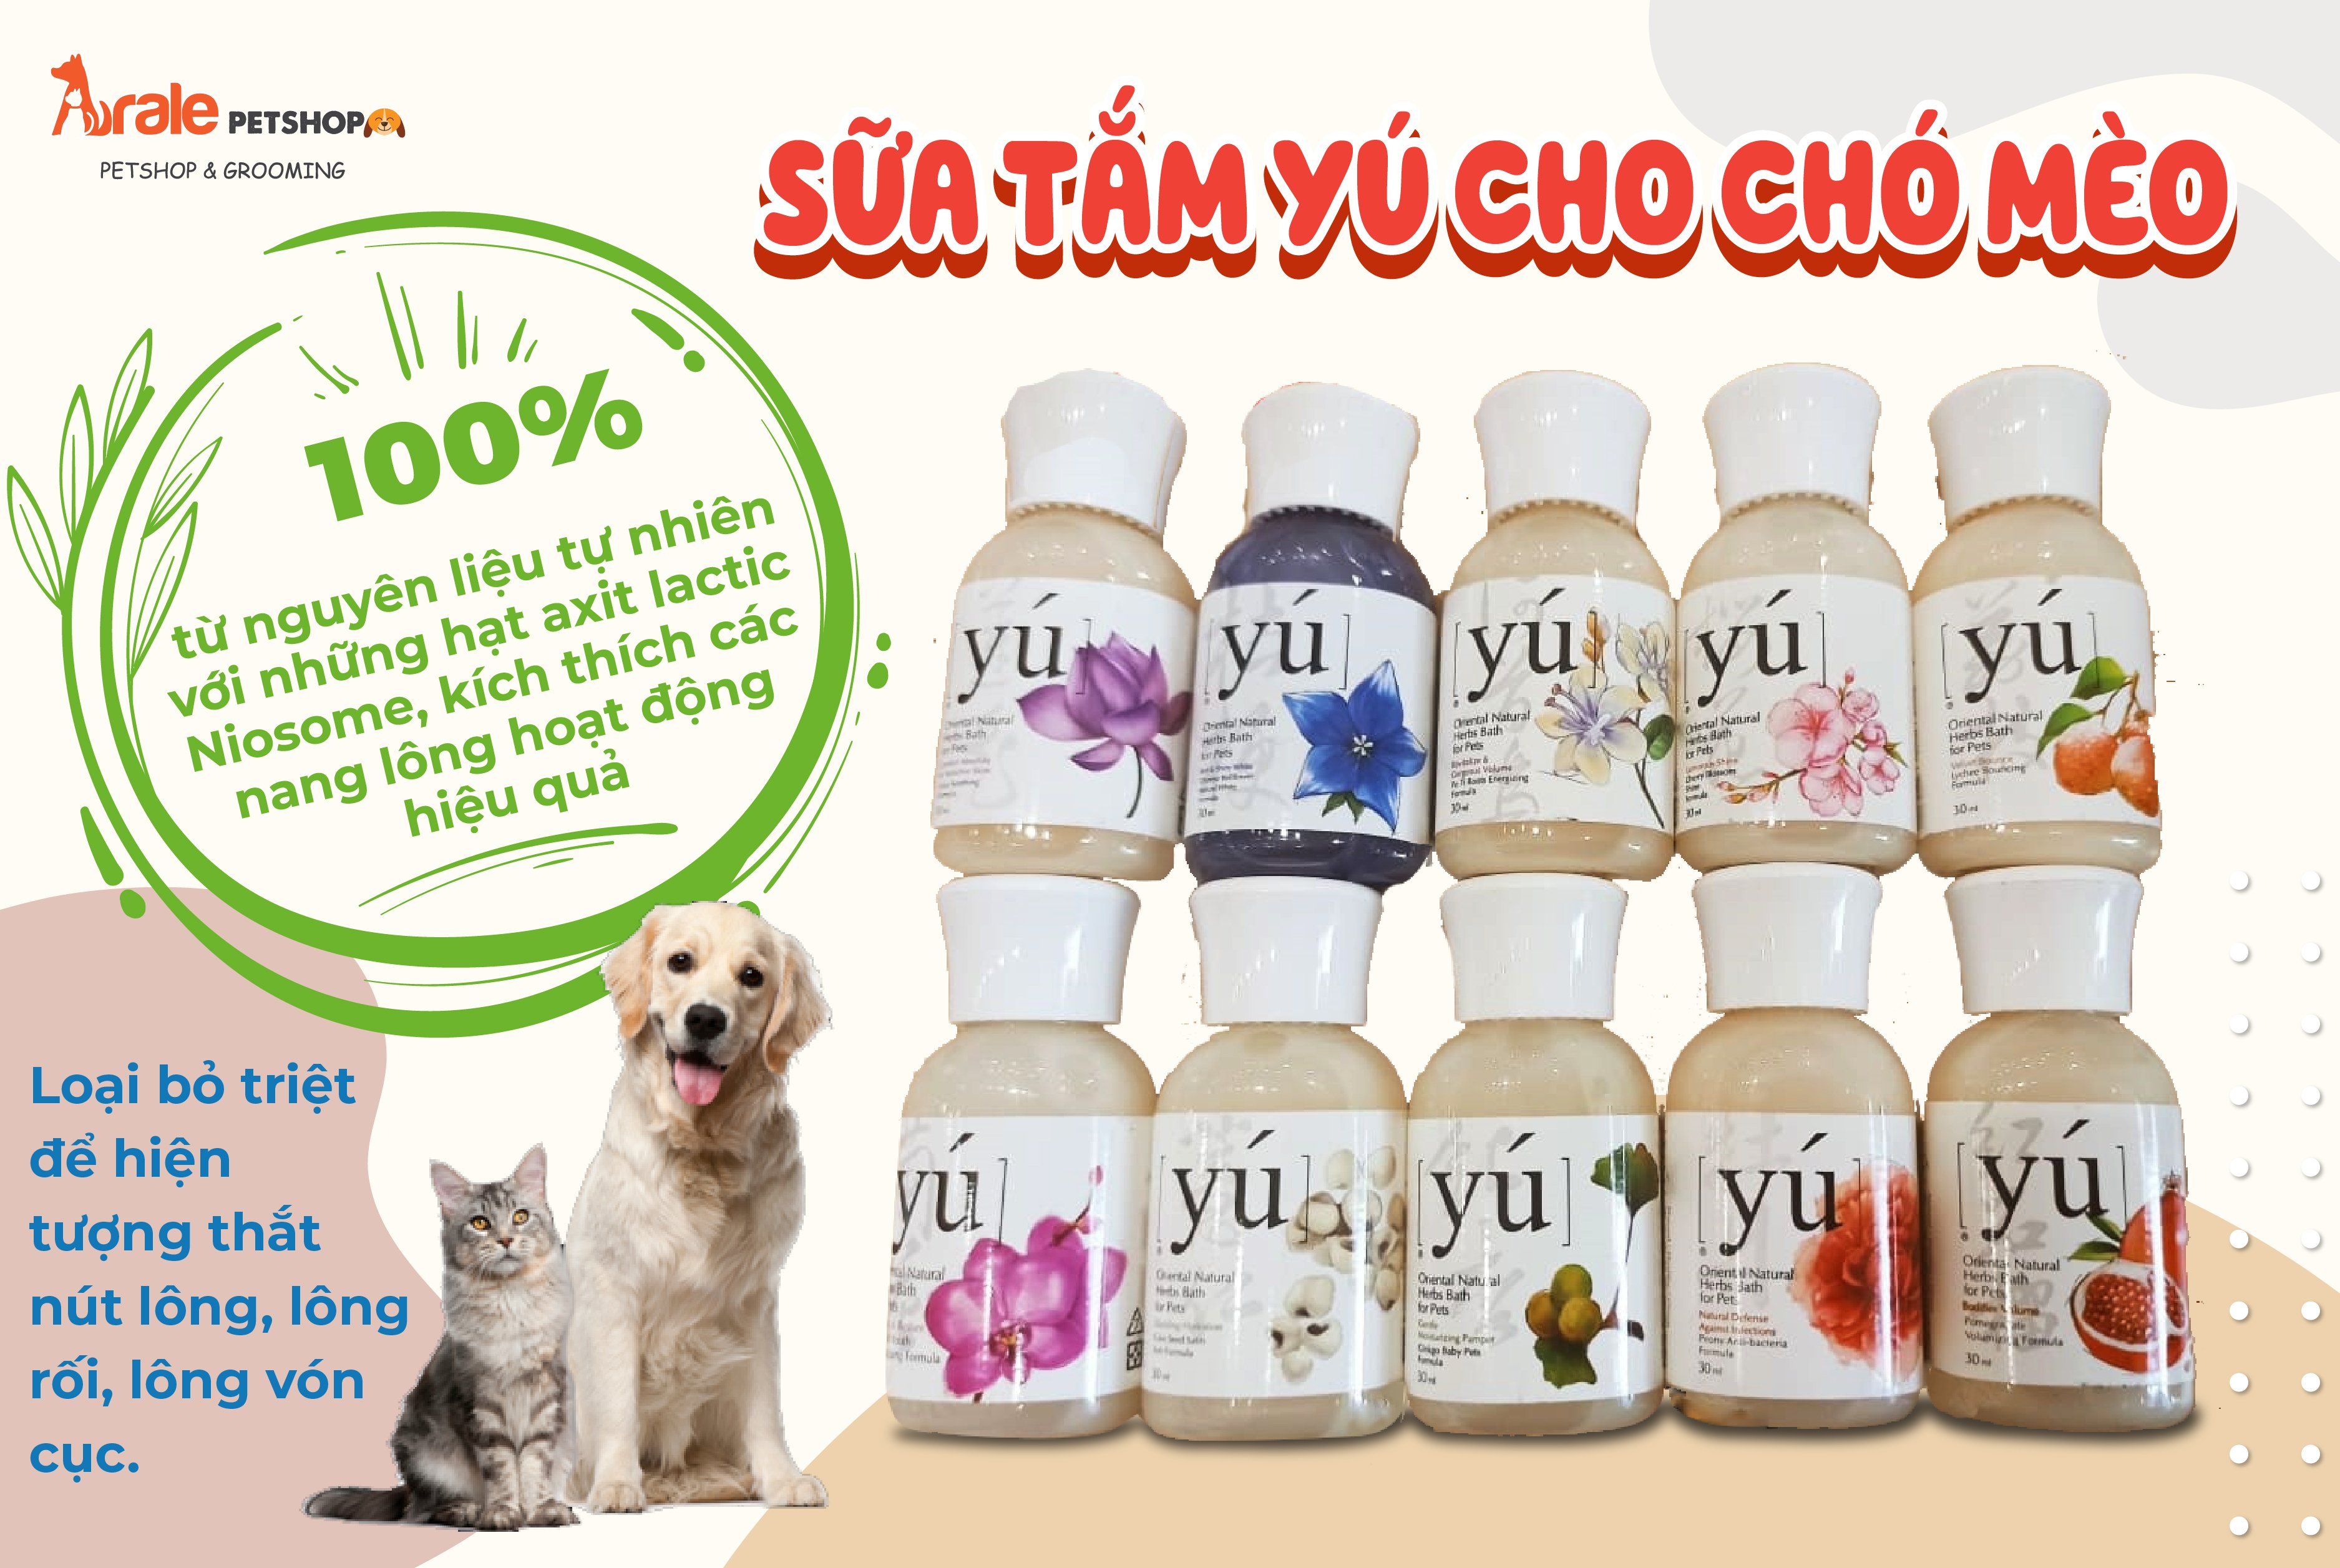 Arale PETSHOP
PETSHOP & GROOMING
SỮA TẮM YÚ CHO CHÓ MÈO
100%
từ nguyên liệu tự nhiên
với những hạt axit lactic
Niosome, kích thích các
nang lông hoạt động
hiệu quả
Loại bỏ triệt
để hiện
tượng thắt
nút lông, lông
rối, lông vón
cục.
[yú]
Oriental Natural
Herbs Bath
for Pets
[yú]
Oriental Natural
Herbs Bath
for Pets
30 ml
[yú]
Oriental Natural
Herbs Bath
for Pets
Revitalize &
Gorgeous Volume
Energizing
Formula
30 ml
[yú]
Oriental Natural
Herbs Bath
for Pets
Cherry Blossoms
Shine
Formula
30 ml
[yú]
Oriental Natural
Herbs Bath
for Pets
Velvet Bounce
Lychee Bouncing
Formula
30 ml
yú]
Natural
Bath
Formula
[yú]
Oriental Natural
Herbs Bath
for Pets
30 ml
[yú]
Oriental Natural
Herbs Bath
for Pets
Gentle
Moisturizing Pamper
Ginkgo Baby Pets
Formula
30 ml
[yú]
Oriental Natural
Herbs Bath
for Pets
Natural Defense
Against Infections
Peony Anti-bacteria
Formula
30 ml
[yú]
Oriental Natural
Herbs Bath
for Pets
Volume
Pomegranate
Volumizing Formula
30 ml